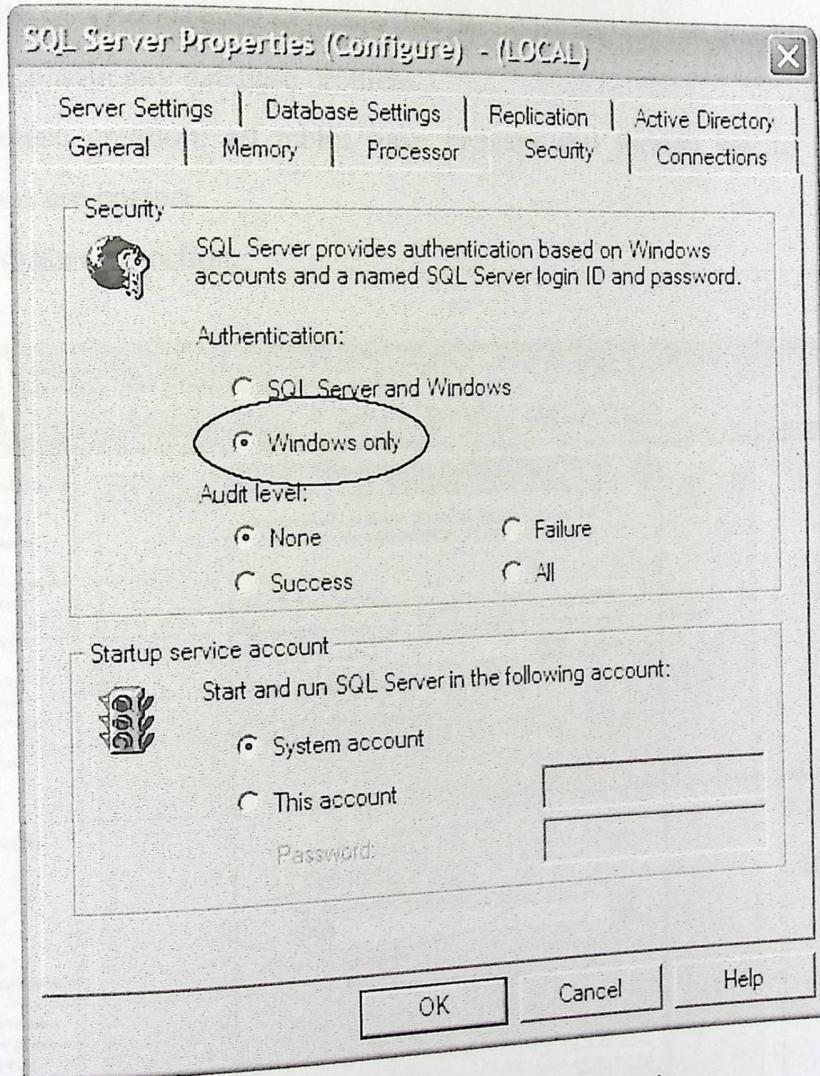 SQL Server Properties (Configure) - (LOCAL)
Server Settings Database Settings Replication Active Directory
General Memory Processor Security Connections
Security
SQL Server provides authentication based on Windows
accounts and a named SQL Server login ID and password.
Authentication:
SQL Server and Windows
Windows only
Audit level:
None Failure
Success All
Startup service account
Start and run SQL Server in the following account:
System account
This account
Password:
OK Cancel Help